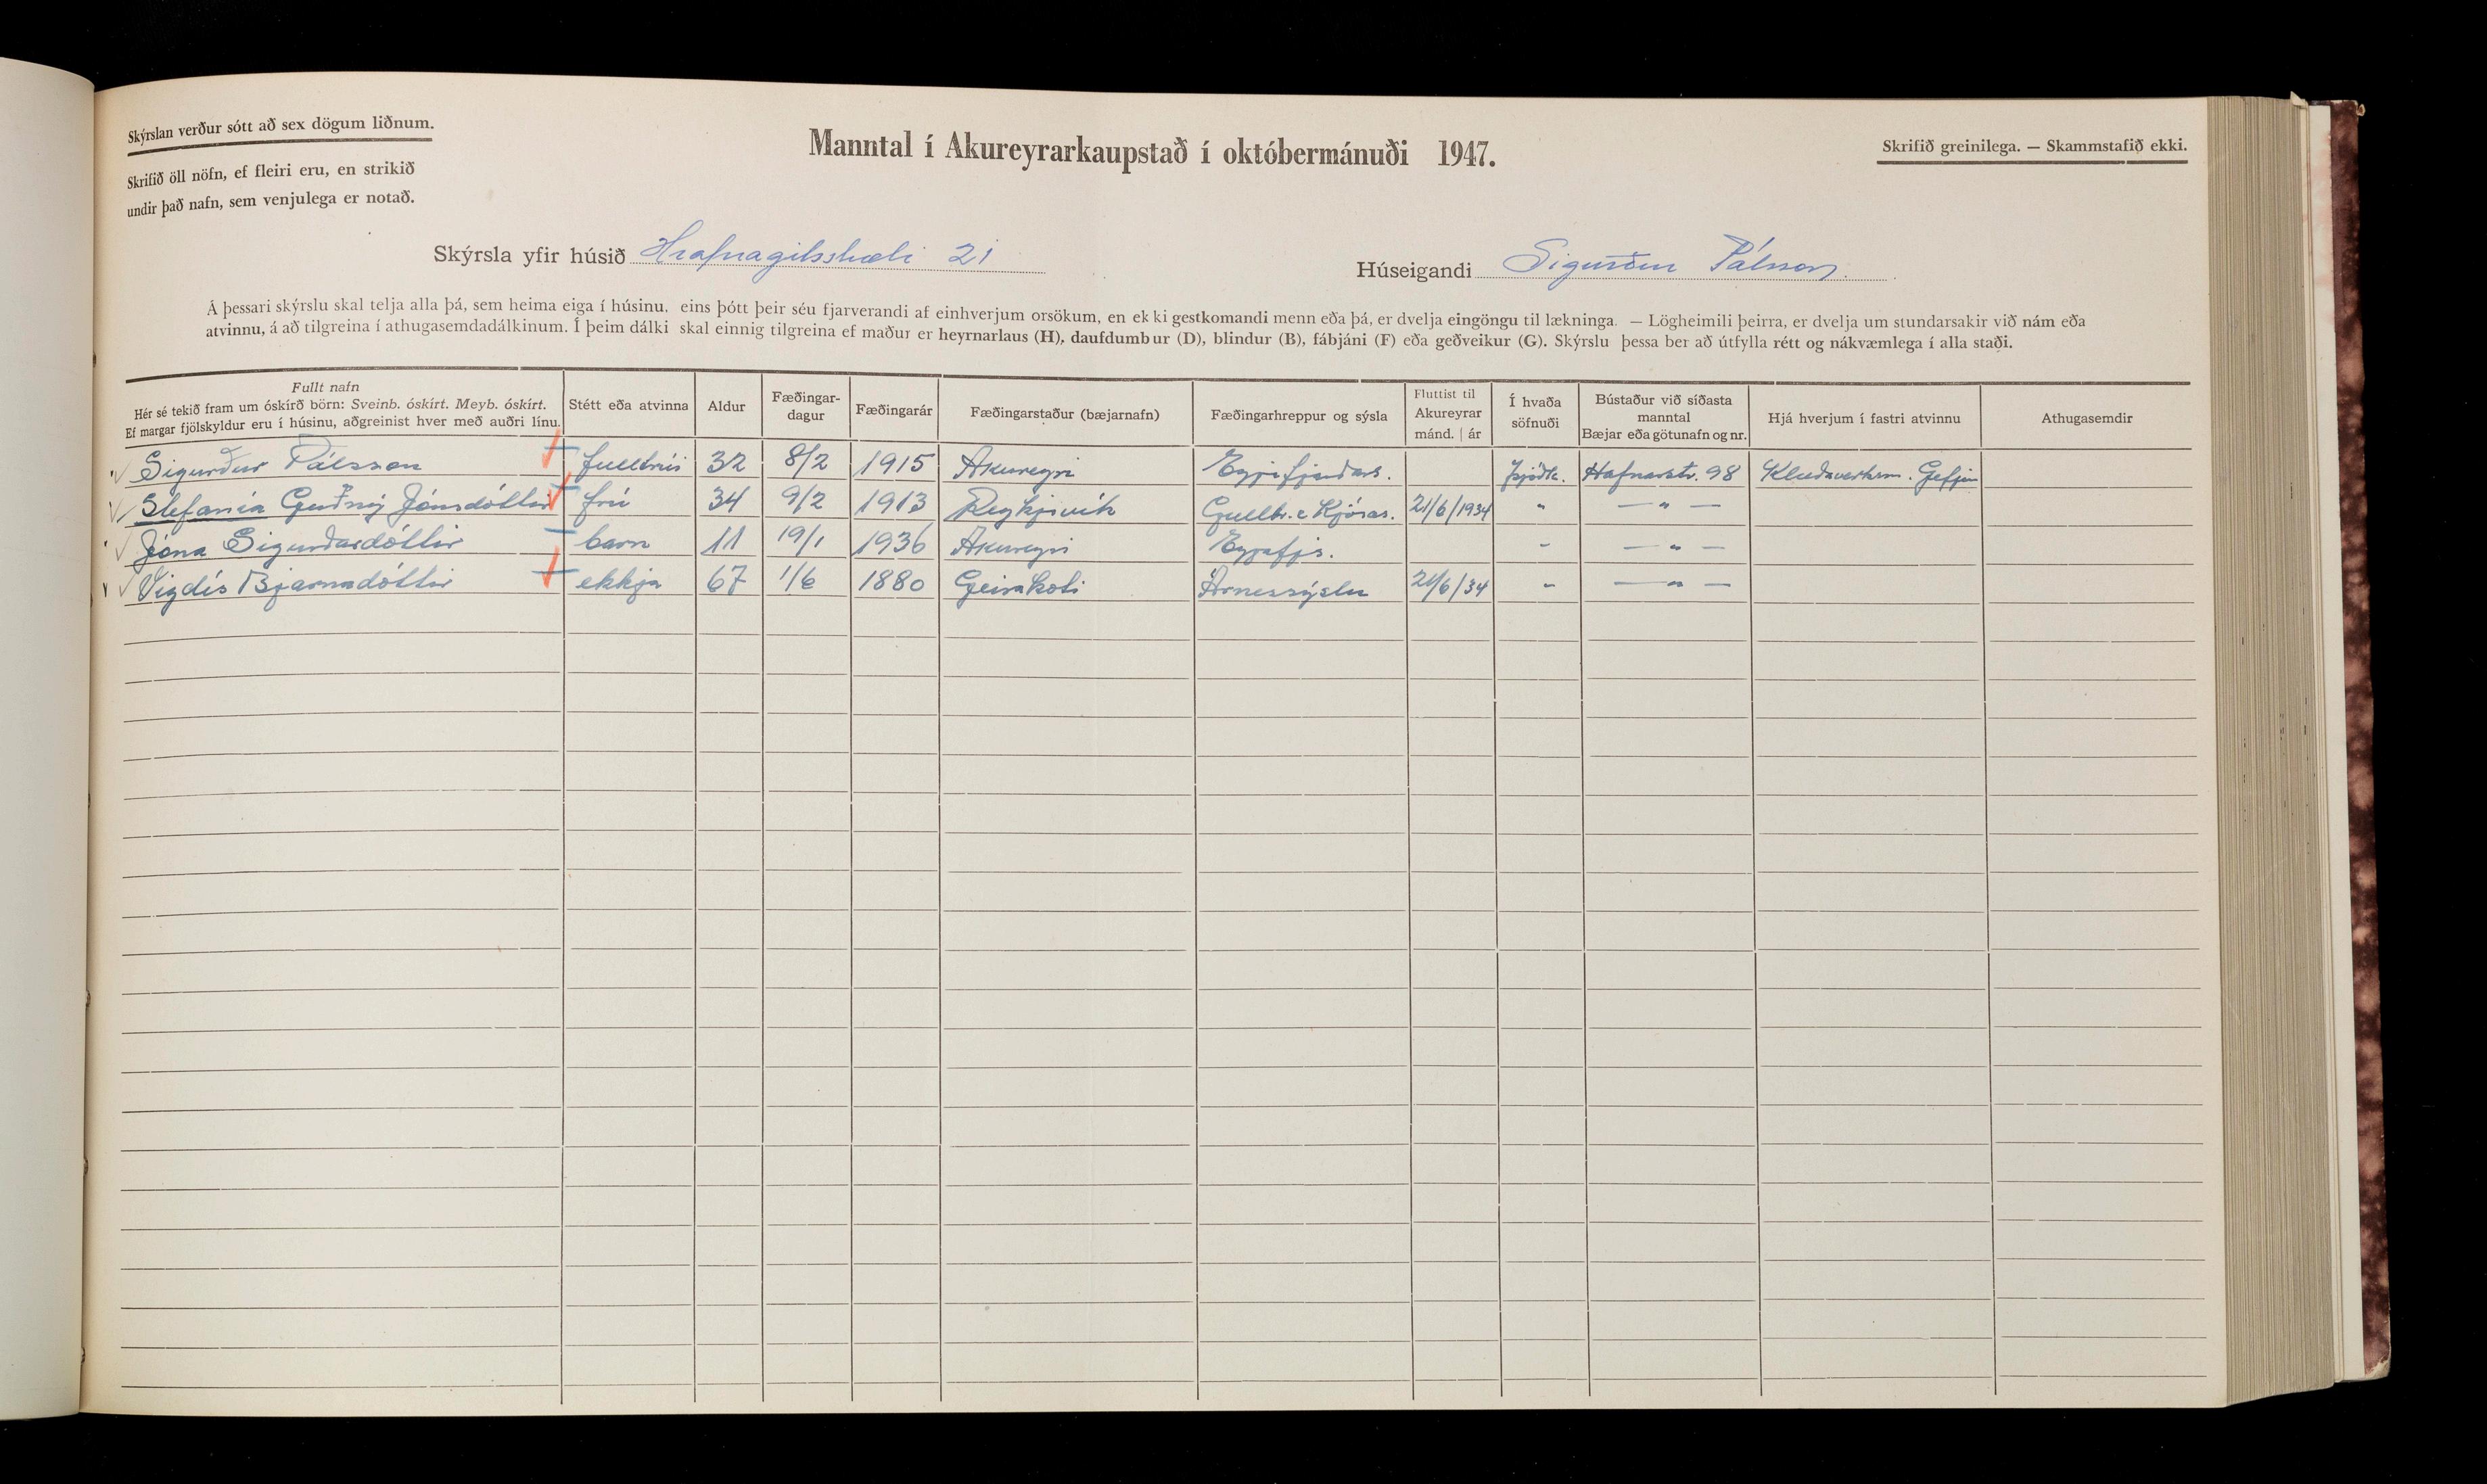 Skýrslan verður sótt að sex dögum liðnum.
Skrifið öll nöfn, ef fleiri eru, en strikið
undir það nafn, sem venjulega er notað.
Manntal í Akureyrarkaupstað í októbermánuði 1947.
Skrifið greinilega. — Skammstafið ekki.
Skýrsla yfir húsið Hrafnagilsstræti 21
Húseigandi Sigurður Pálsson
Á þessari skýrslu skal telja alla þá, sem heima eiga í húsinu, eins þótt þeir séu fjarverandi af einhverjum orsökum, en ekki gestkomandi menn eða þá, er dvelja eingöngu til lækninga. — Lögheimili þeirra, er dvelja um stundarsakir við nám eða
atvinnu, á að tilgreina í athugasemdadálkinum. Í þeim dálki skal einnig tilgreina ef maður er heyrnarlaus (H), daufdumbur (D), blindur (B), fábjáni (F) eða geðveikur (G). Skýrslu þessa ber að útfylla rétt og nákvæmlega í alla staði.
Fullt nafn
Hér sé tekið fram um óskírð börn: Sveinb. óskírt. Meyb. óskírt.
Ef margar fjölskyldur eru í húsinu, aðgreinist hver með auðri línu.
Stétt eða atvinna
Aldur
Fæðingar-
dagur
Fæðingarár
Fæðingarstaður (bæjarnafn)
Fæðingarhreppur og sýsla
Fluttist til
Akureyrar
mánd. | ár
Í hvaða
söfnuði
Bústaður við síðasta
manntal
Bæjar eða götunafn og nr.
Hjá hverjum í fastri atvinnu
Athugasemdir
Sigurður Pálsson fulltrúi 32 8/2 1915 Akureyri Eyjafjarðars. Þjóðk. Hafnarstr. 98 Klæðaverksm. Gefjun
Stefanía Guðný Jónsdóttir frú 34 9/2 1913 Reykjavík Gullbr. & Kjósas. 21/6/1934 " — " —
Jóna Sigurðardóttir barn 11 19/1 1936 Akureyri Eyjafjs. " — " —
Vigdís Bjarnadóttir ekkja 67 1/6 1880 Geirakoti Árnessýslu 21/6/34 " — " —